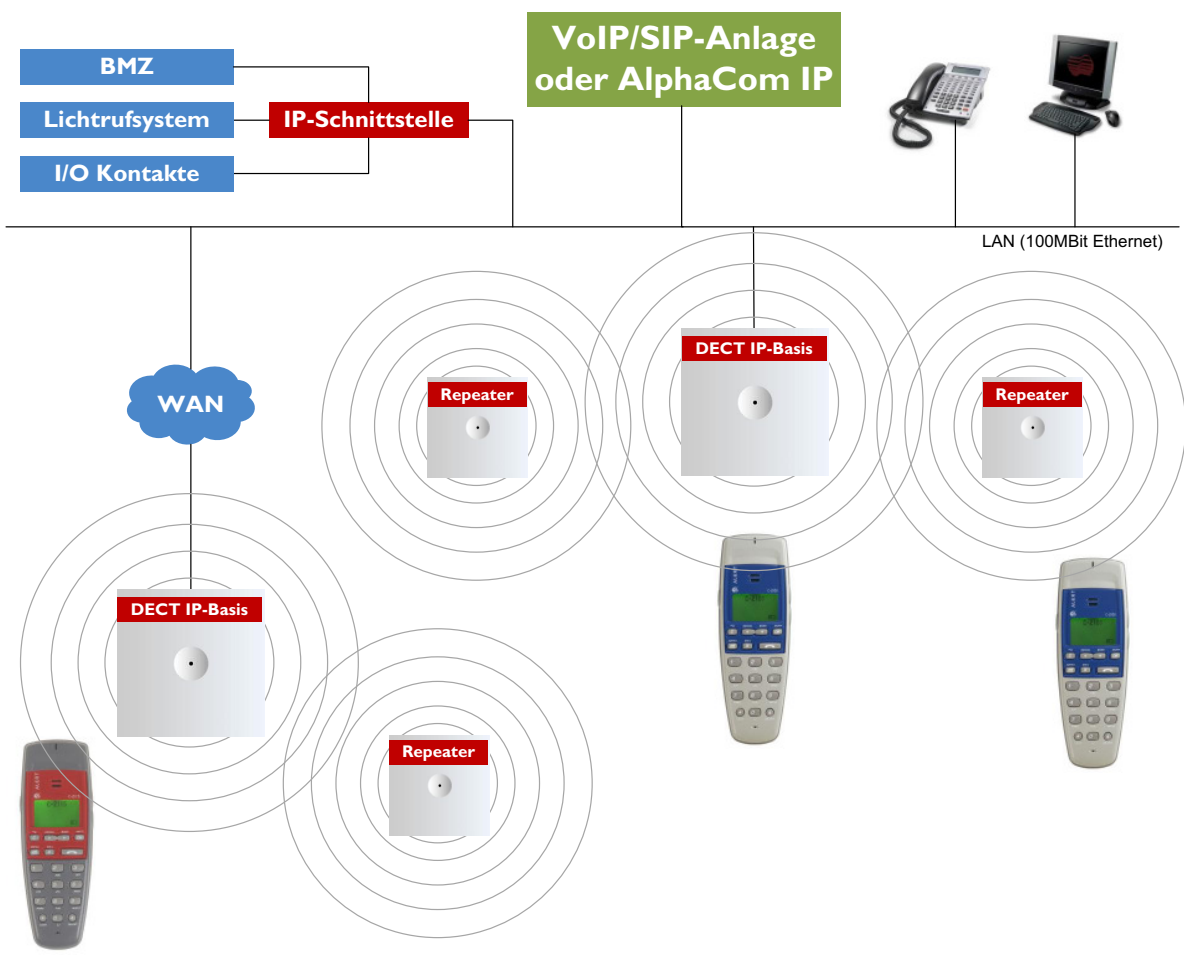 VoIP/SIP-Anlage
oder AlphaCom IP
BMZ
Lichtrufsystem
IP-Schnittstelle
I/O Kontakte
LAN (100MBit Ethernet)
DECT IP-Basis
Repeater
Repeater
WAN
DECT IP-Basis
Repeater